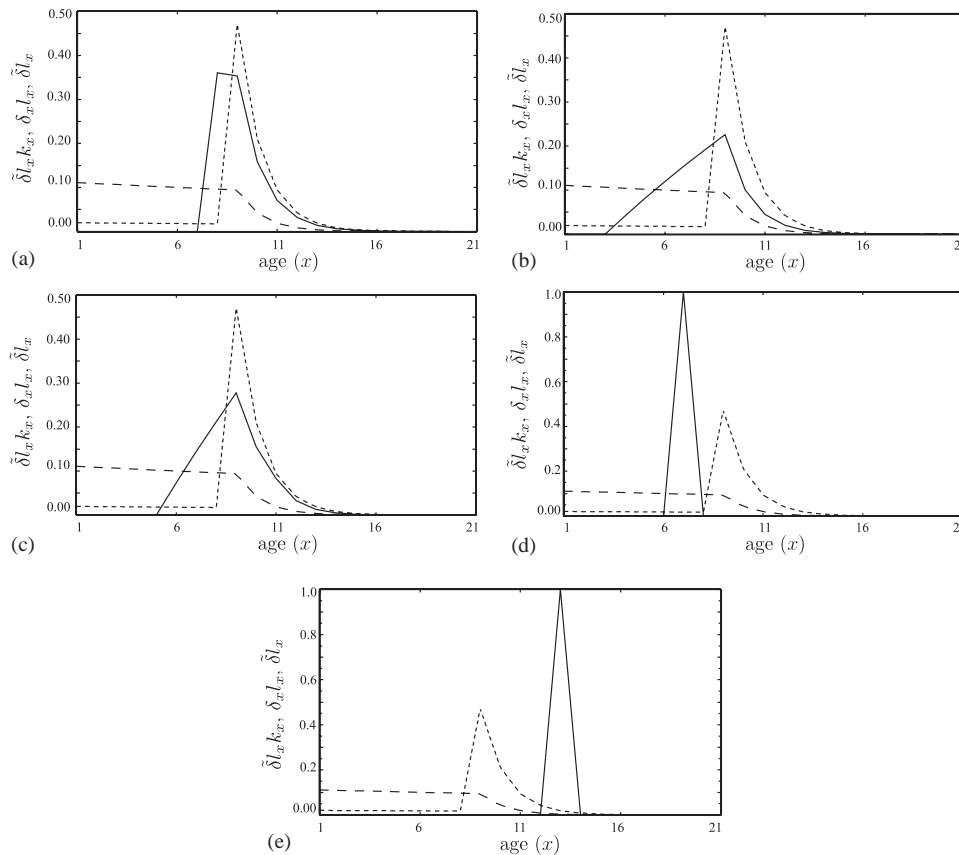 0.50
0.40
0.30
0.20
0.10
0.00
δ̃l_x k_x, δ_x l_x, δ̃l_x
1 6 11 16 21
age (x)
(a)
0.50
0.40
0.30
0.20
0.10
0.00
δ̃l_x k_x, δ_x l_x, δ̃l_x
1 6 11 16 2
age (x)
(b)
0.50
0.40
0.30
0.20
0.10
0.00
δ̃l_x k_x, δ_x l_x, δ̃l_x
1 6 11 16 21
age (x)
(c)
1.0
0.8
0.6
0.4
0.2
0.00
δ̃l_x k_x, δ_x l_x, δ̃l_x
1 6 11 16 2
age (x)
(d)
1.0
0.8
0.6
0.4
0.2
0.00
δ̃l_x k_x, δ_x l_x, δ̃l_x
1 6 11 16 21
age (x)
(e)